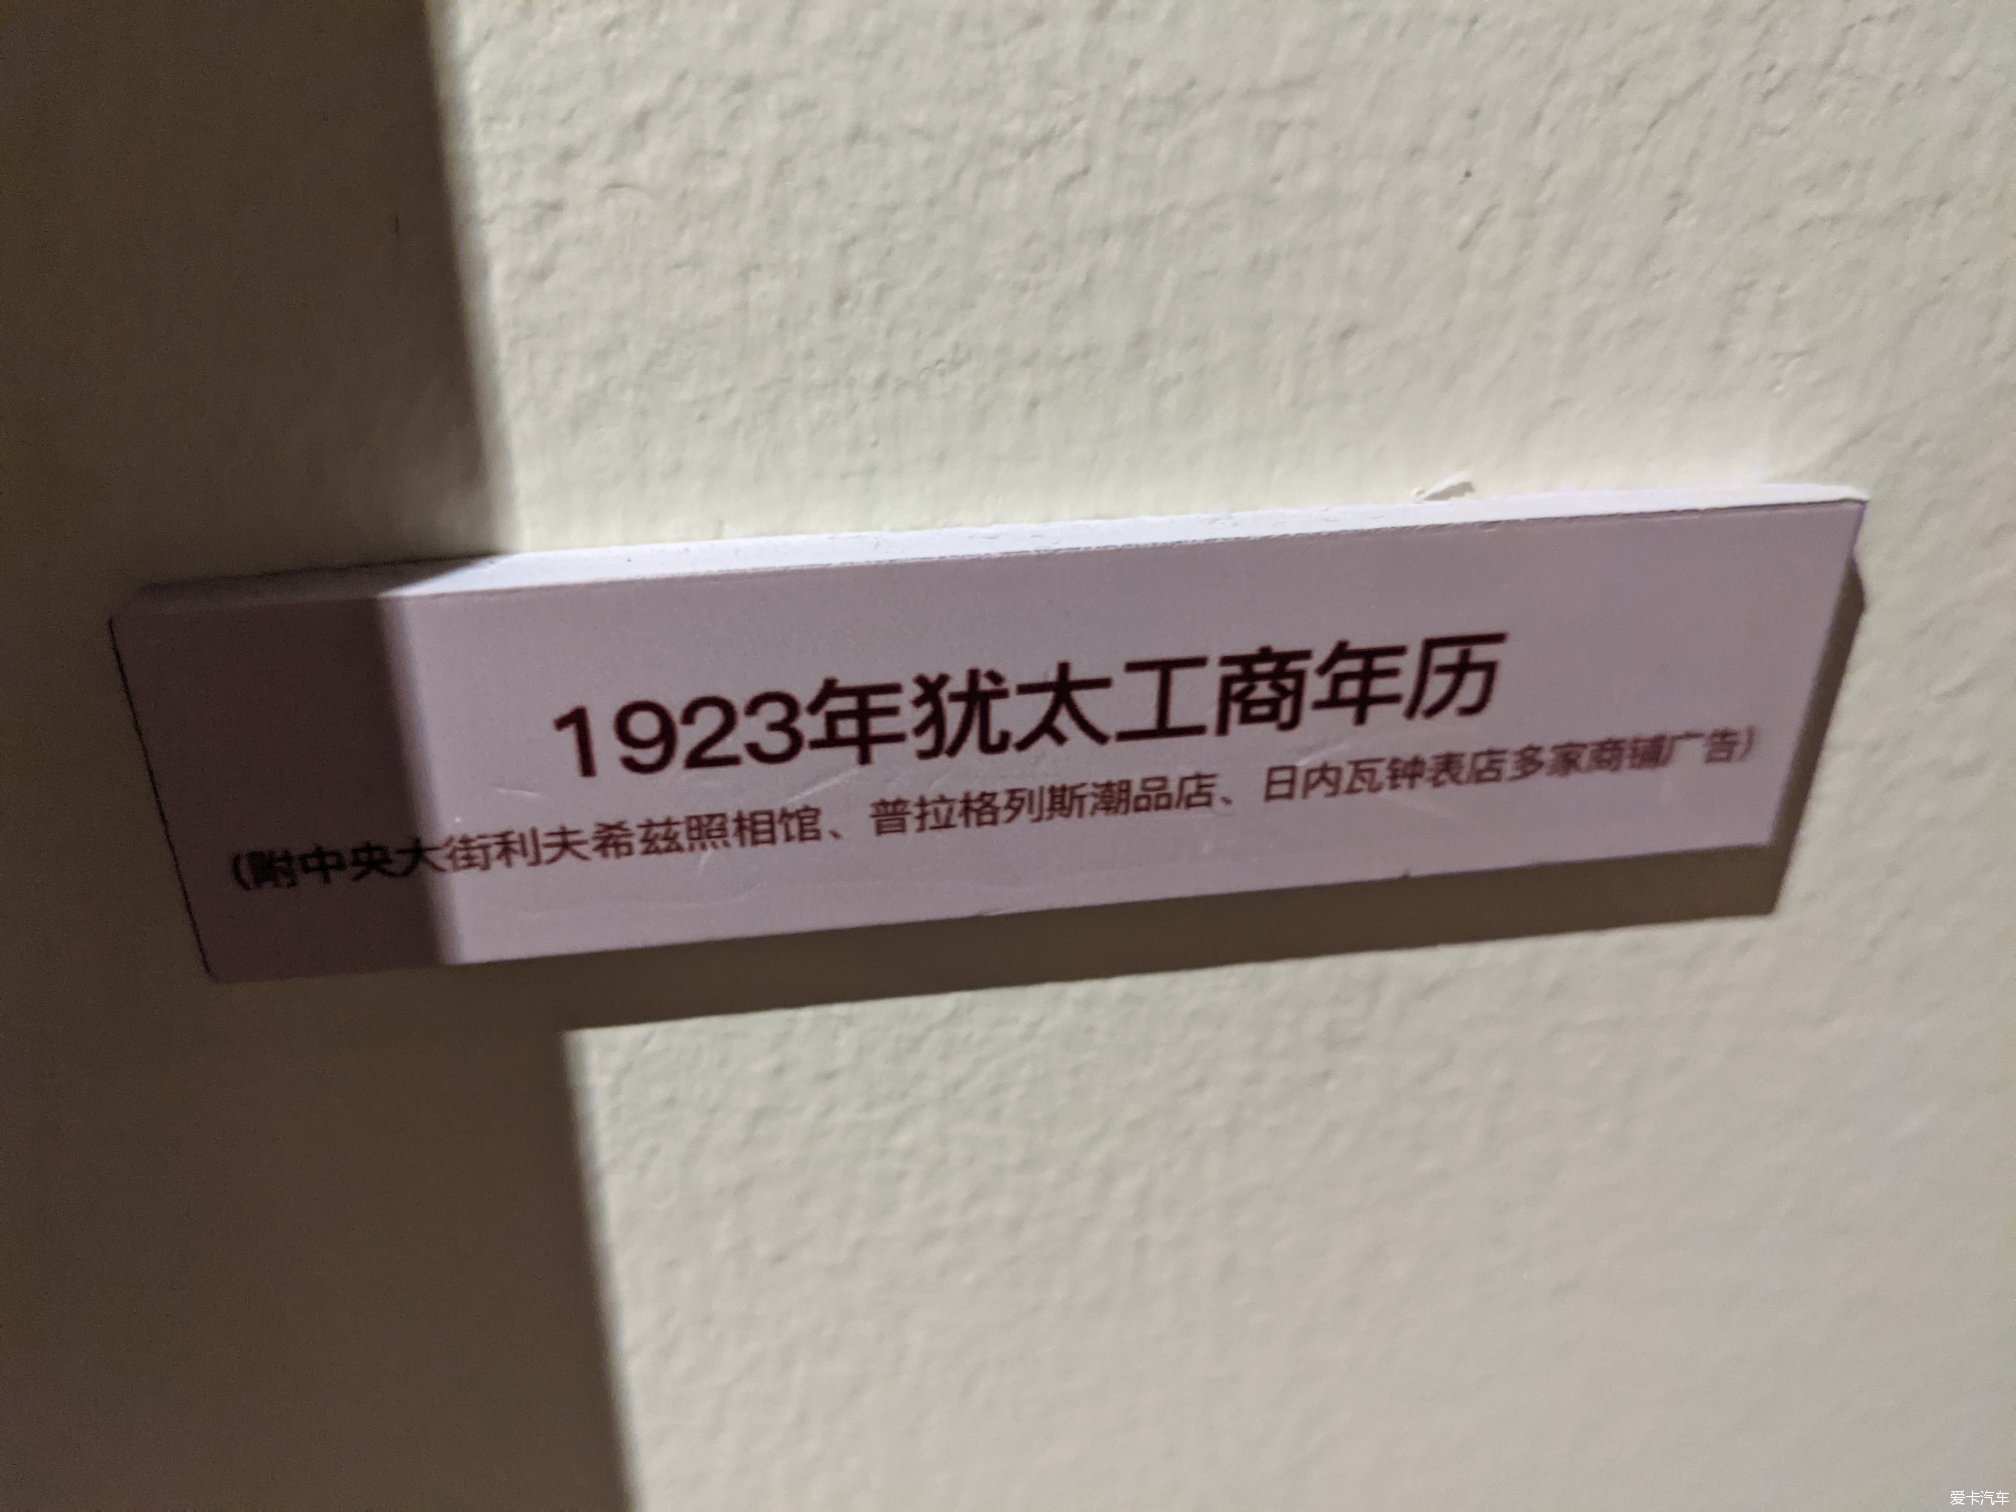 1923年犹太工商年历
(附中央大街利夫希兹照相馆、普拉格列斯潮品店、日内瓦钟表店多家商铺广告)
爱卡汽车